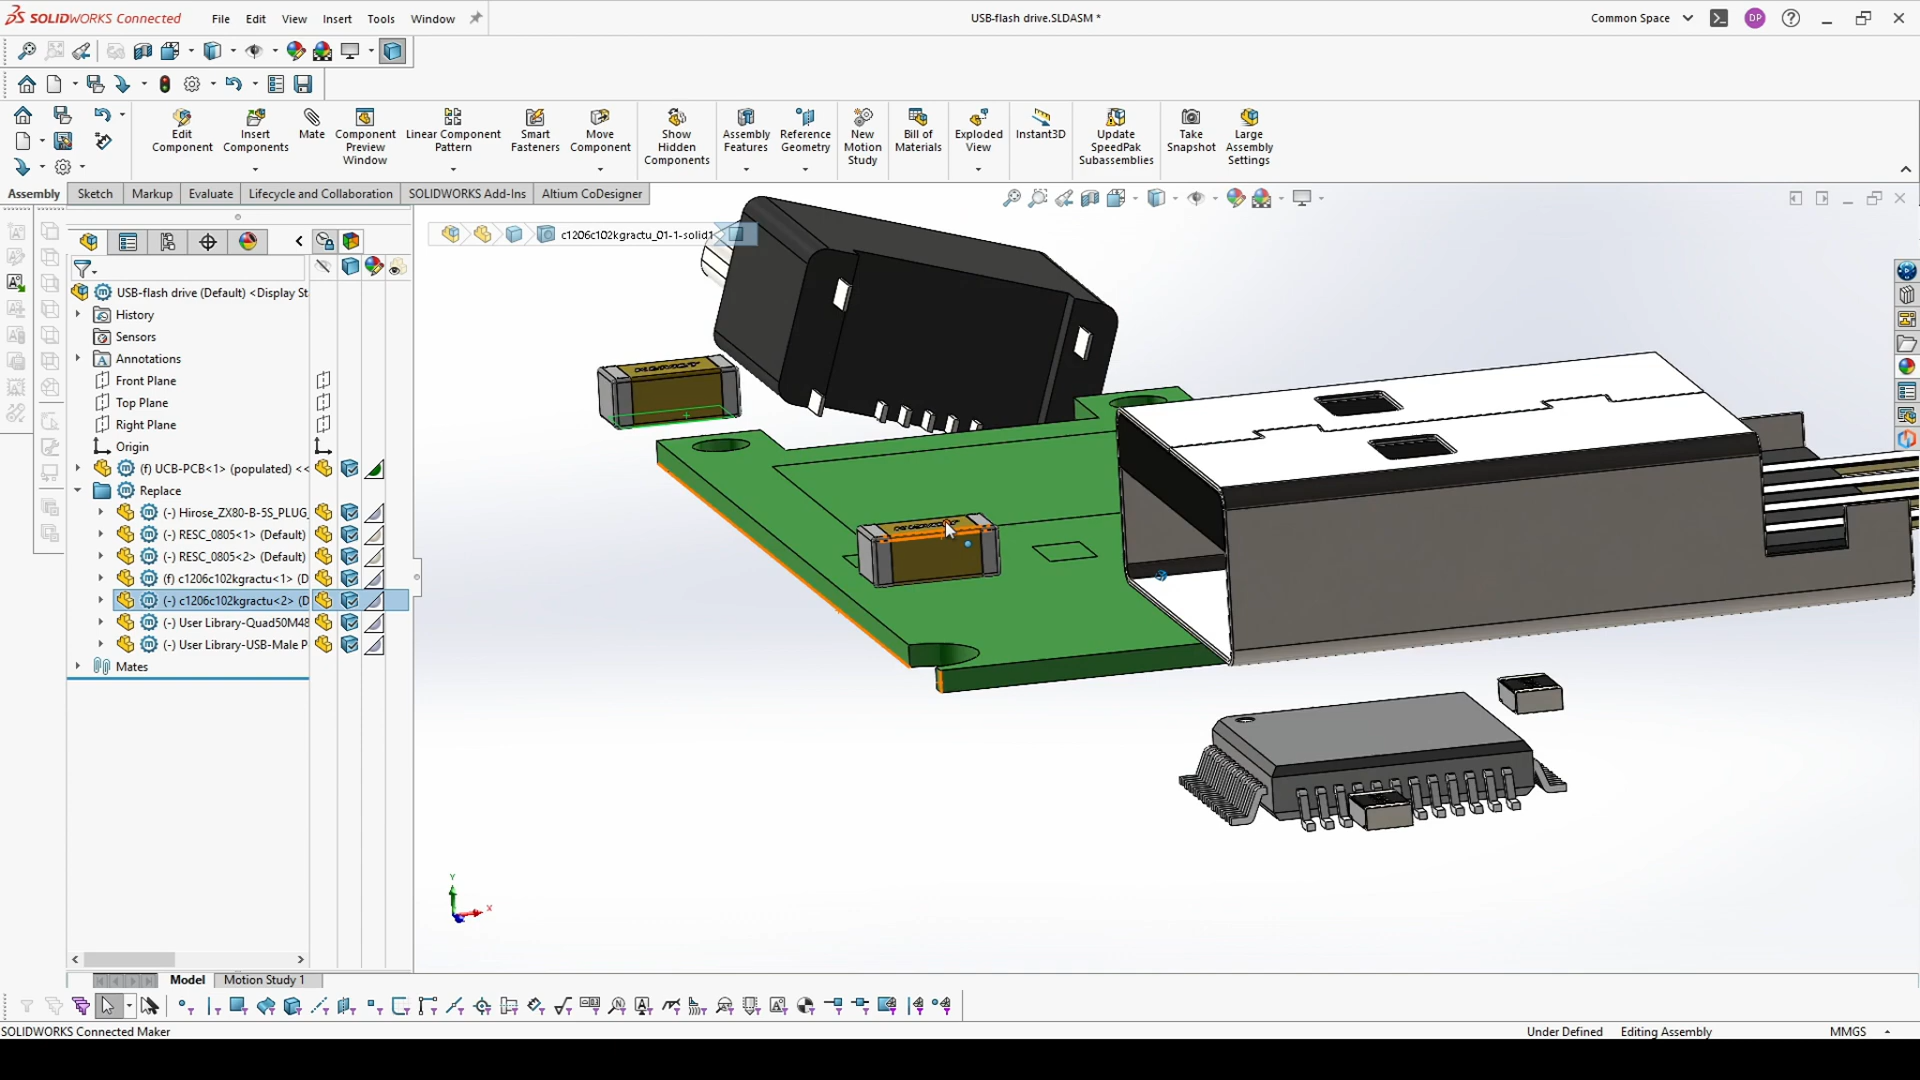 SOLIDWORKS Connected
File Edit View Insert Tools Window
USB-flash drive.SLDASM *
Common Space
DP
Edit Component
Insert Components
Mate
Component Preview Window
Linear Component Pattern
Smart Fasteners
Move Component
Show Hidden Components
Assembly Features
Reference Geometry
New Motion Study
Bill of Materials
Exploded View
Instant3D
Update SpeedPak Subassemblies
Take Snapshot
Large Assembly Settings
Assembly Sketch Markup Evaluate Lifecycle and Collaboration SOLIDWORKS Add-Ins Altium CoDesigner
c1206c102kgractu_01-1-solid1
USB-flash drive (Default) <Display St
History
Sensors
Annotations
Front Plane
Top Plane
Right Plane
Origin
(f) UCB-PCB<1> (populated) <<
Replace
(-) Hirose_ZX80-B-5S_PLUG_
(-) RESC_0805<1> (Default)
(-) RESC_0805<2> (Default)
(f) c1206c102kgractu<1> (D
(-) c1206c102kgractu<2> (D
(-) User Library-Quad50M48
(-) User Library-USB-Male P
Mates
Y
X
Model Motion Study 1
SOLIDWORKS Connected Maker
Under Defined Editing Assembly MMGS